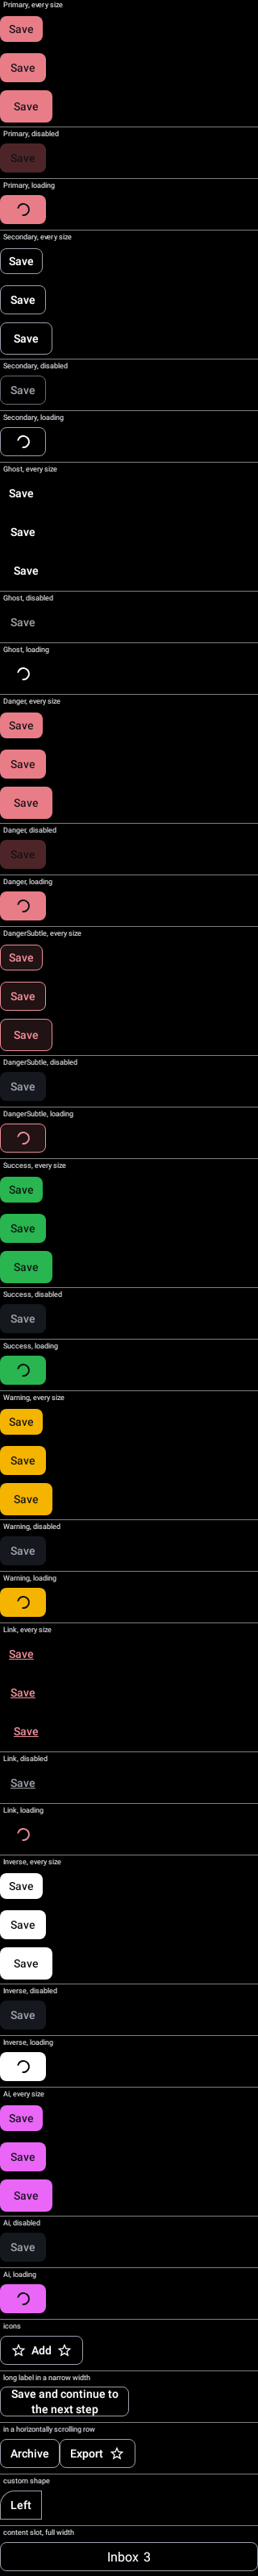 Primary, every size
Save
Save
Save
Primary, disabled
Save
Primary, loading
Secondary, every size
Save
Save
Save
Secondary, disabled
Save
Secondary, loading
Ghost, every size
Save
Save
Save
Ghost, disabled
Save
Ghost, loading
Danger, every size
Save
Save
Save
Danger, disabled
Save
Danger, loading
DangerSubtle, every size
Save
Save
Save
DangerSubtle, disabled
Save
DangerSubtle, loading
Success, every size
Save
Save
Save
Success, disabled
Save
Success, loading
Warning, every size
Save
Save
Save
Warning, disabled
Save
Warning, loading
Link, every size
Save
Save
Save
Link, disabled
Save
Link, loading
Inverse, every size
Save
Save
Save
Inverse, disabled
Save
Inverse, loading
Ai, every size
Save
Save
Save
Ai, disabled
Save
Ai, loading
icons
Add
long label in a narrow width
Save and continue to
the next step
in a horizontally scrolling row
Archive Export
custom shape
Left
content slot, full width
Inbox 3